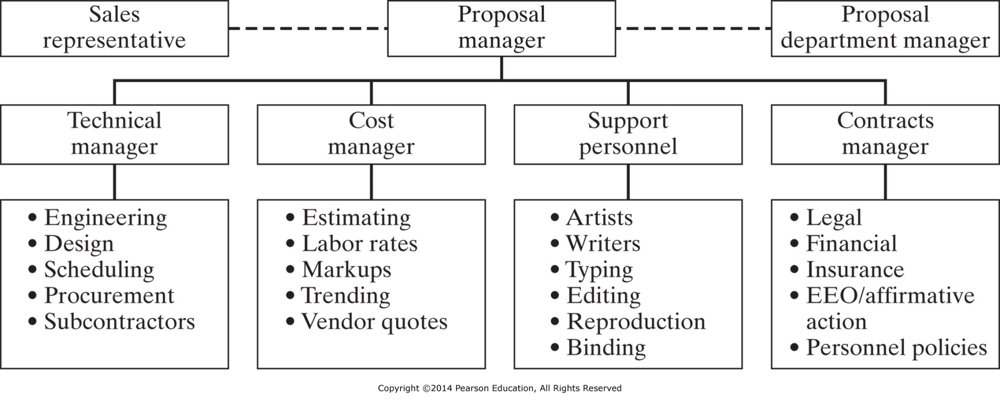 Sales
representative
Proposal
manager
Proposal
department manager
Technical
manager
Cost
manager
Support
personnel
Contracts
manager
• Engineering
• Design
• Scheduling
• Procurement
• Subcontractors
• Estimating
• Labor rates
• Markups
• Trending
• Vendor quotes
• Artists
• Writers
• Typing
• Editing
• Reproduction
• Binding
• Legal
• Financial
• Insurance
• EEO/affirmative
action
• Personnel policies
Copyright ©2014 Pearson Education, All Rights Reserved